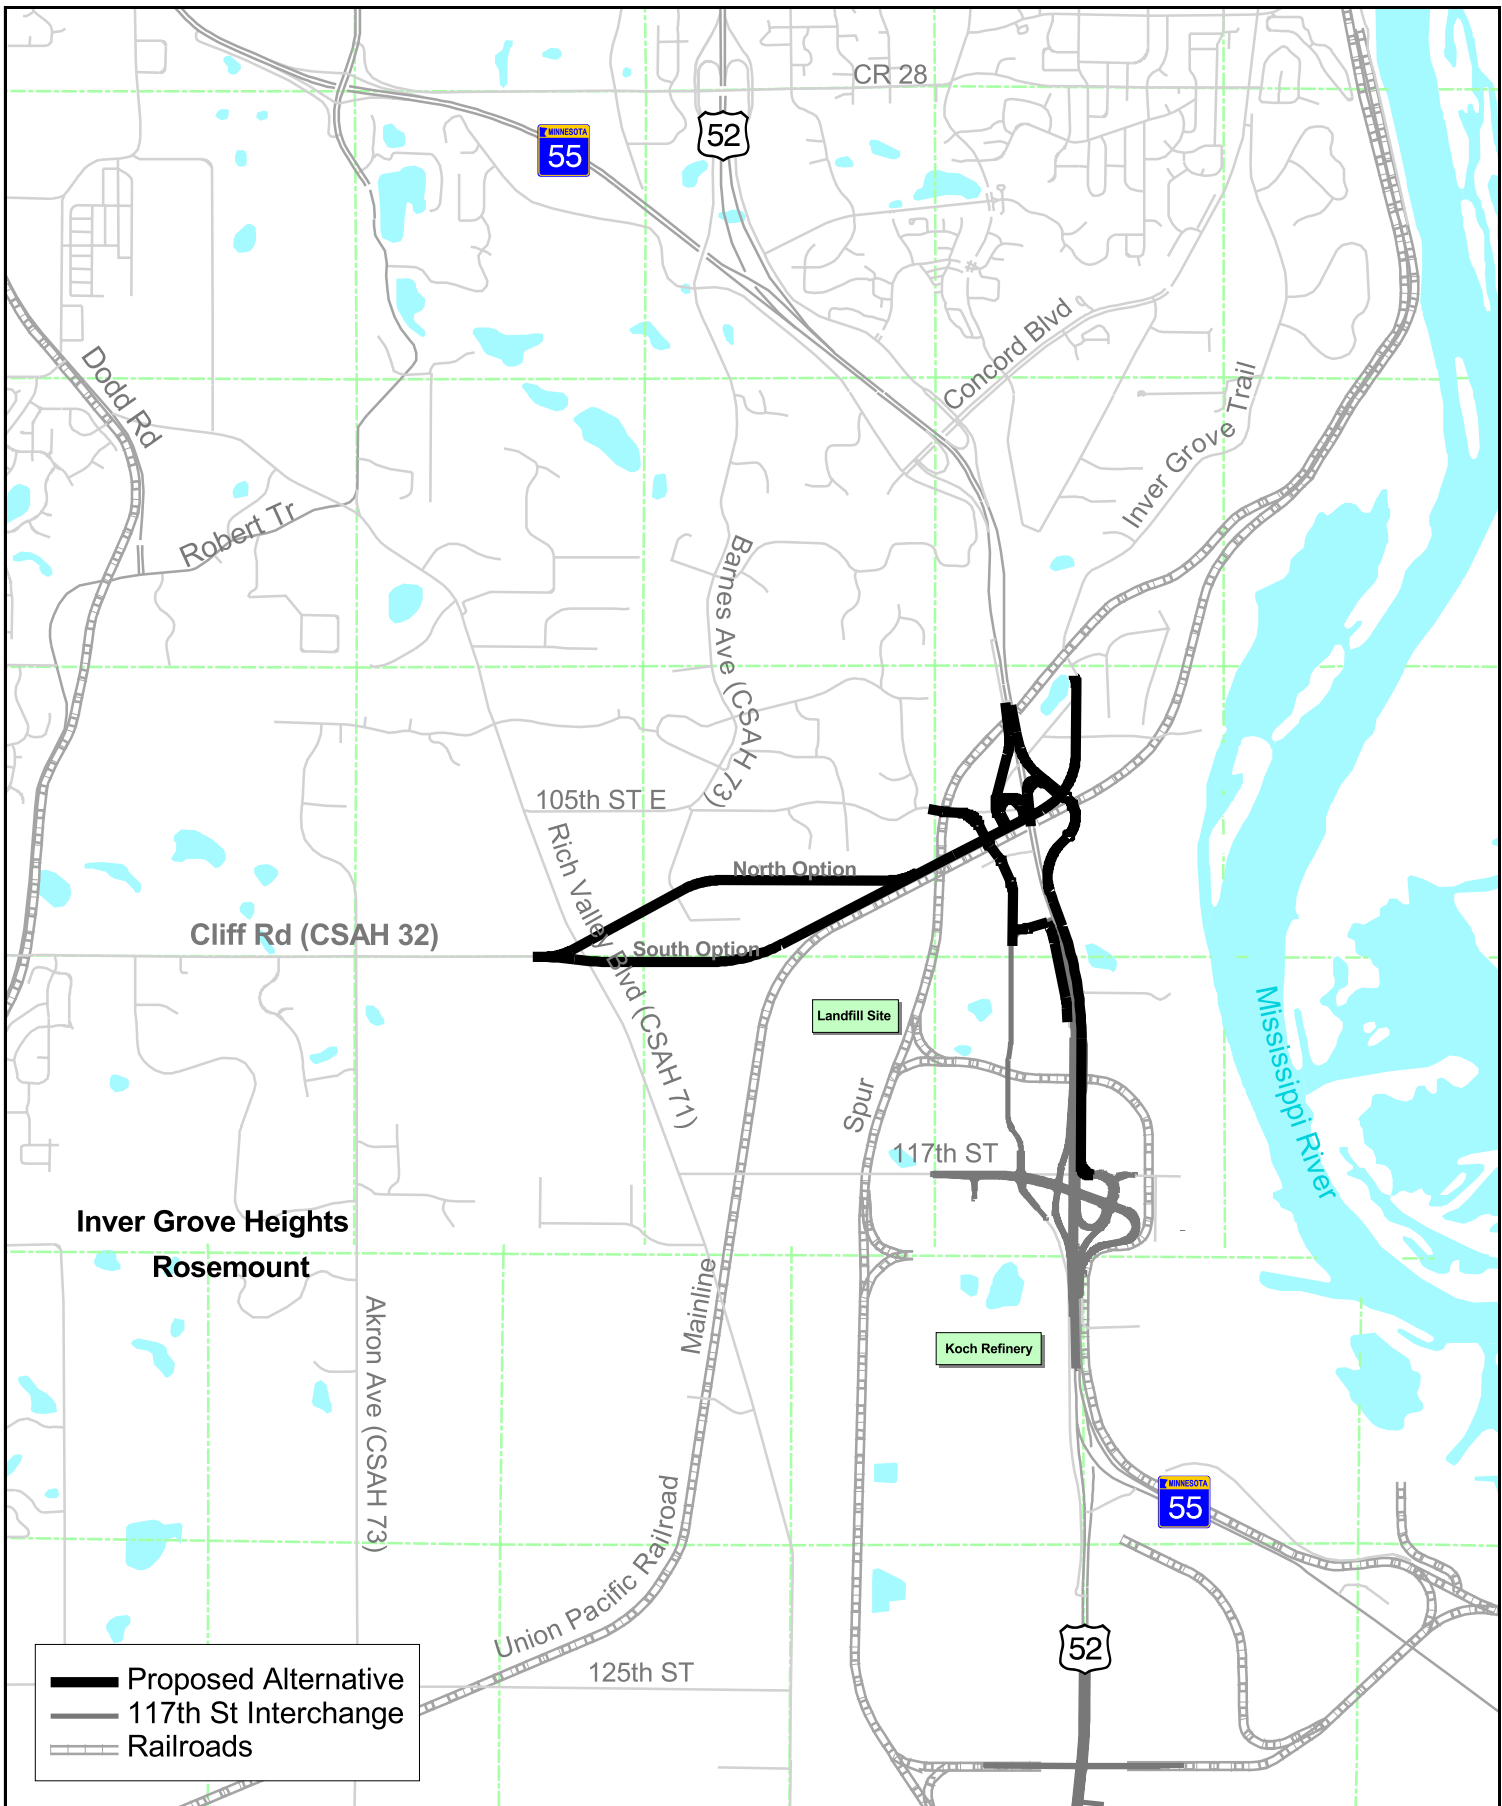 CR 28
MINNESOTA
55
52
Concord Blvd
Dodd Rd
Inver Grove Trail
Robert Tr
Barnes Ave (CSAH 73)
105th ST E
Rich Valley Blvd (CSAH 71)
North Option
Cliff Rd (CSAH 32)
South Option
Landfill Site
Mississippi River
Spur
117th ST
Inver Grove Heights
Rosemount
Mainline
Akron Ave (CSAH 73)
Koch Refinery
MINNESOTA
55
Union Pacific Railroad
52
125th ST
Proposed Alternative
117th St Interchange
Railroads